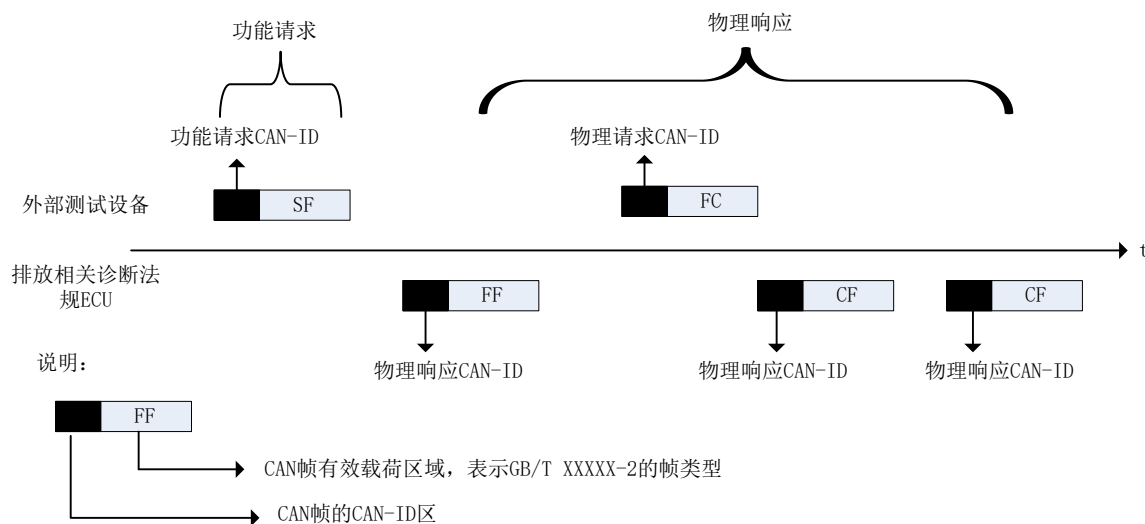 功能请求
物理响应
功能请求CAN-ID
物理请求CAN-ID
外部测试设备
SF
FC
t
排放相关诊断法
规ECU
FF
CF
CF
说明:
物理响应CAN-ID
物理响应CAN-ID
物理响应CAN-ID
FF
CAN帧有效载荷区域，表示GB/T XXXXX-2的帧类型
CAN帧的CAN-ID区